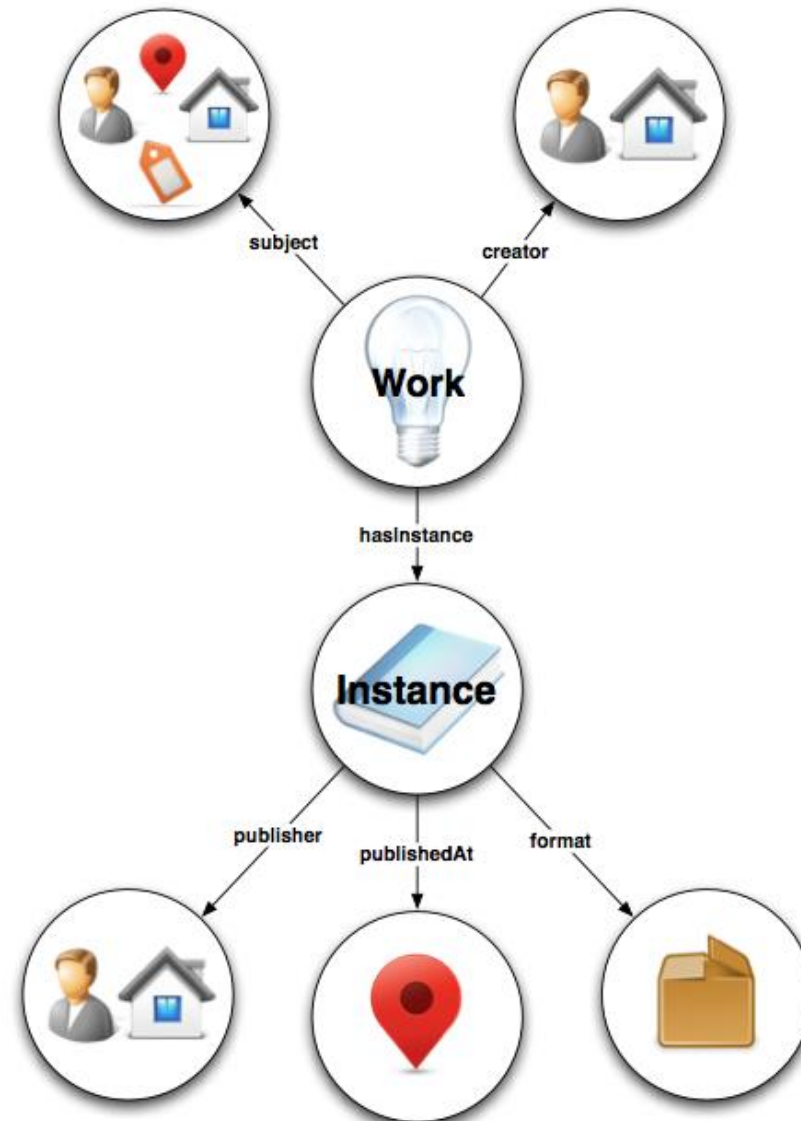 subject
creator
Work
hasInstance
Instance
publisher
publishedAt
format